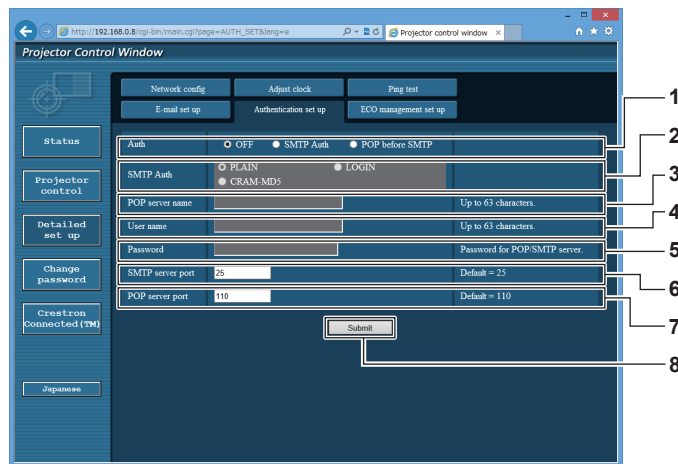 http://192.168.0.8/cgi-bin/main.cgi?page=AUTH_SET&lang=e
Projector control window
Projector Control Window
Network config Adjust clock Ping test
E-mail set up Authentication set up ECO management set up
Status
Projector control
Detailed set up
Change password
Crestron Connected(TM)
Japanese
Auth OFF SMTP Auth POP before SMTP
SMTP Auth PLAIN LOGIN
CRAM-MD5
POP server name Up to 63 characters.
User name Up to 63 characters.
Password Password for POP/SMTP server.
SMTP server port 25 Default = 25
POP server port 110 Default = 110
Submit
1
2
3
4
5
6
7
8